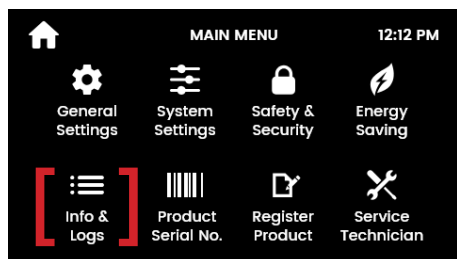 MAIN MENU 12:12 PM
General Settings
System Settings
Safety & Security
Energy Saving
Info & Logs
Product Serial No.
Register Product
Service Technician